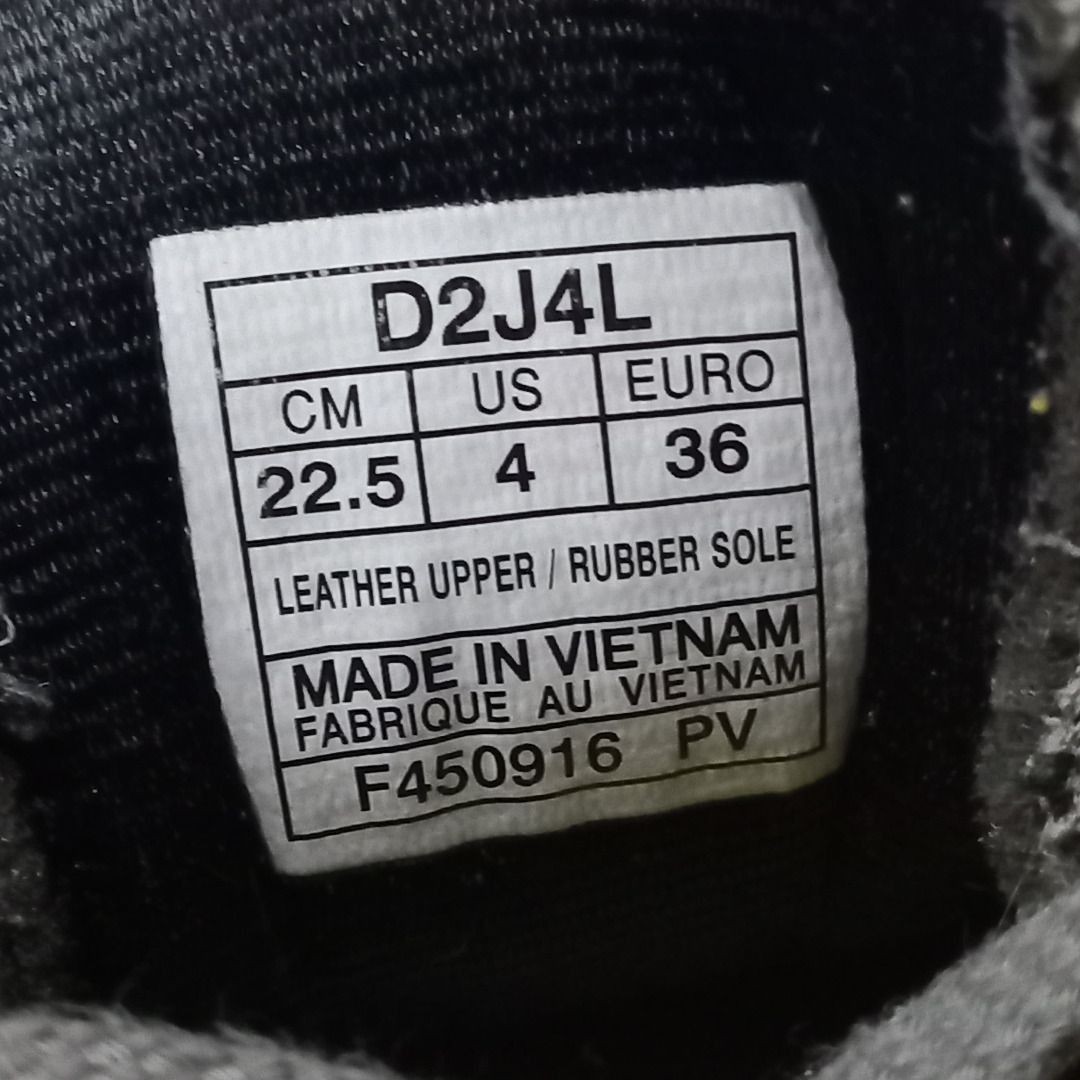 D2J4L
CM US EURO
22.5 4 36
LEATHER UPPER / RUBBER SOLE
MADE IN VIETNAM
FABRIQUE AU VIETNAM
F450916 PV